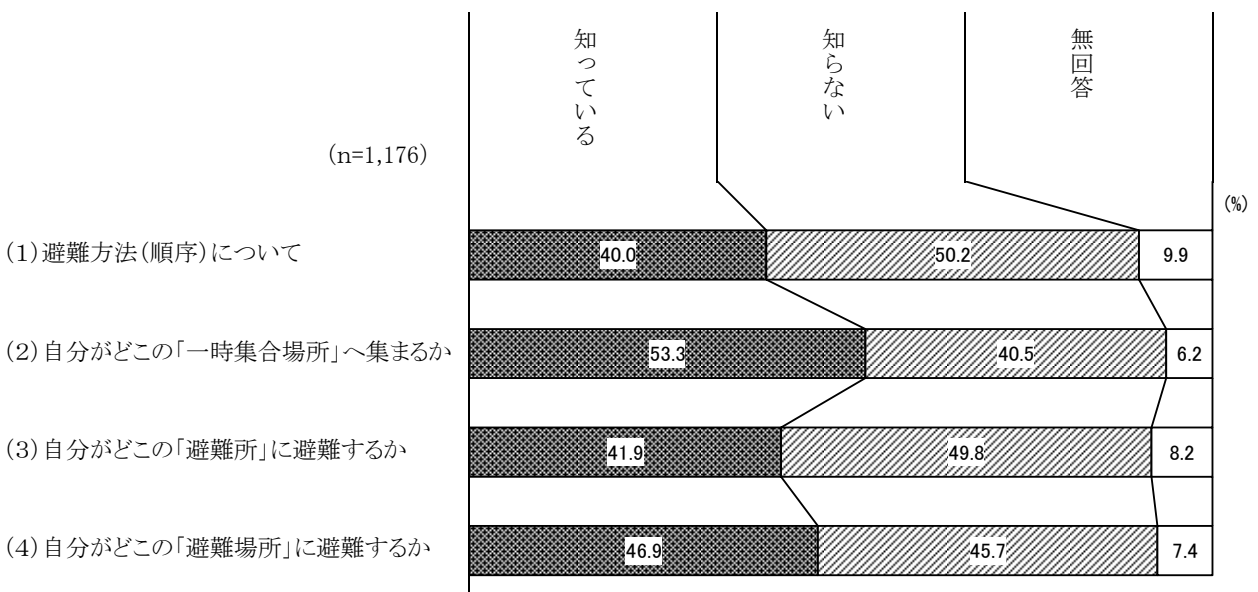 知っている
知らない
無回答
(n=1,176)
(%)
(1)避難方法(順序)について
40.0
50.2
9.9
(2)自分がどこの「一時集合場所」へ集まるか
53.3
40.5
6.2
(3)自分がどこの「避難所」に避難するか
41.9
49.8
8.2
(4)自分がどこの「避難場所」に避難するか
46.9
45.7
7.4